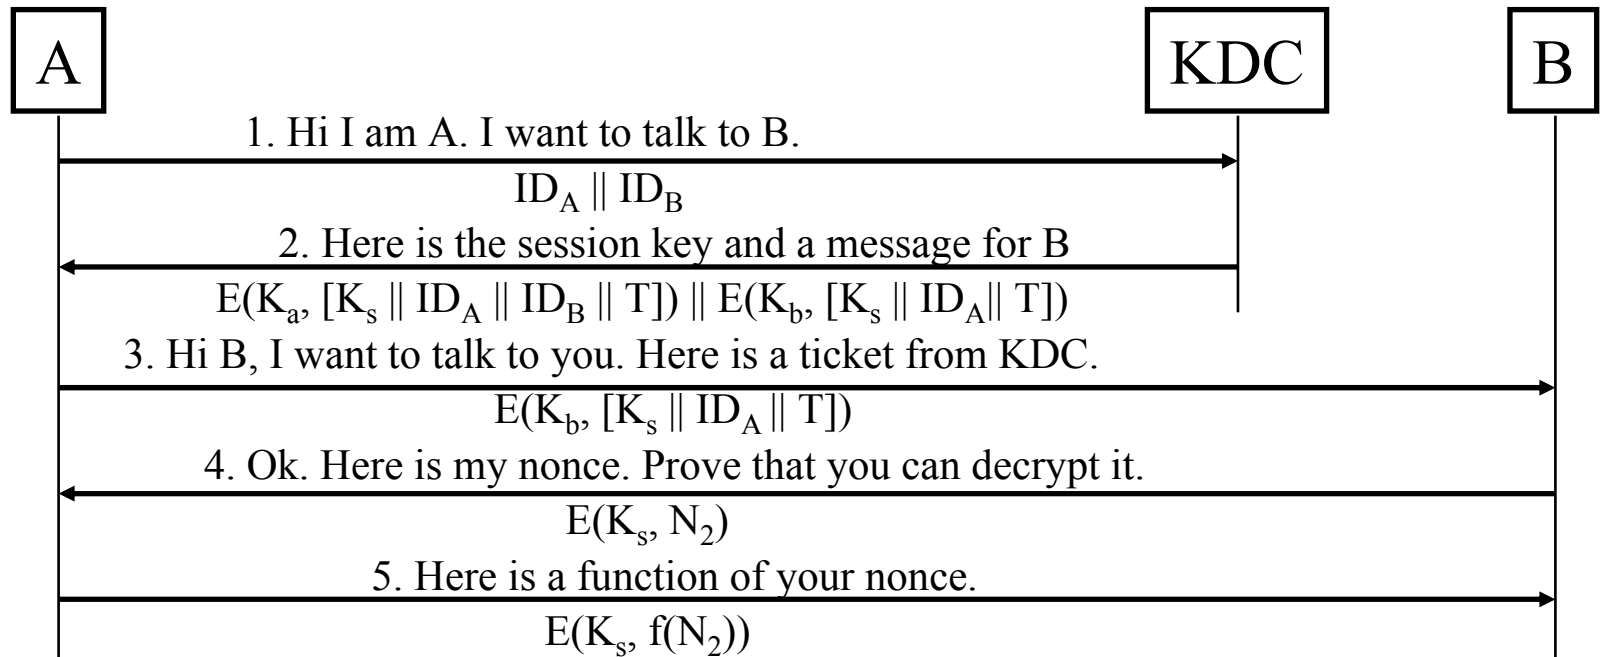 A
KDC
B
1. Hi I am A. I want to talk to B.
ID_A || ID_B
2. Here is the session key and a message for B
E(K_a, [K_s || ID_A || ID_B || T]) || E(K_b, [K_s || ID_A|| T])
3. Hi B, I want to talk to you. Here is a ticket from KDC.
E(K_b, [K_s || ID_A || T])
4. Ok. Here is my nonce. Prove that you can decrypt it.
E(K_s, N_2)
5. Here is a function of your nonce.
E(K_s, f(N_2))